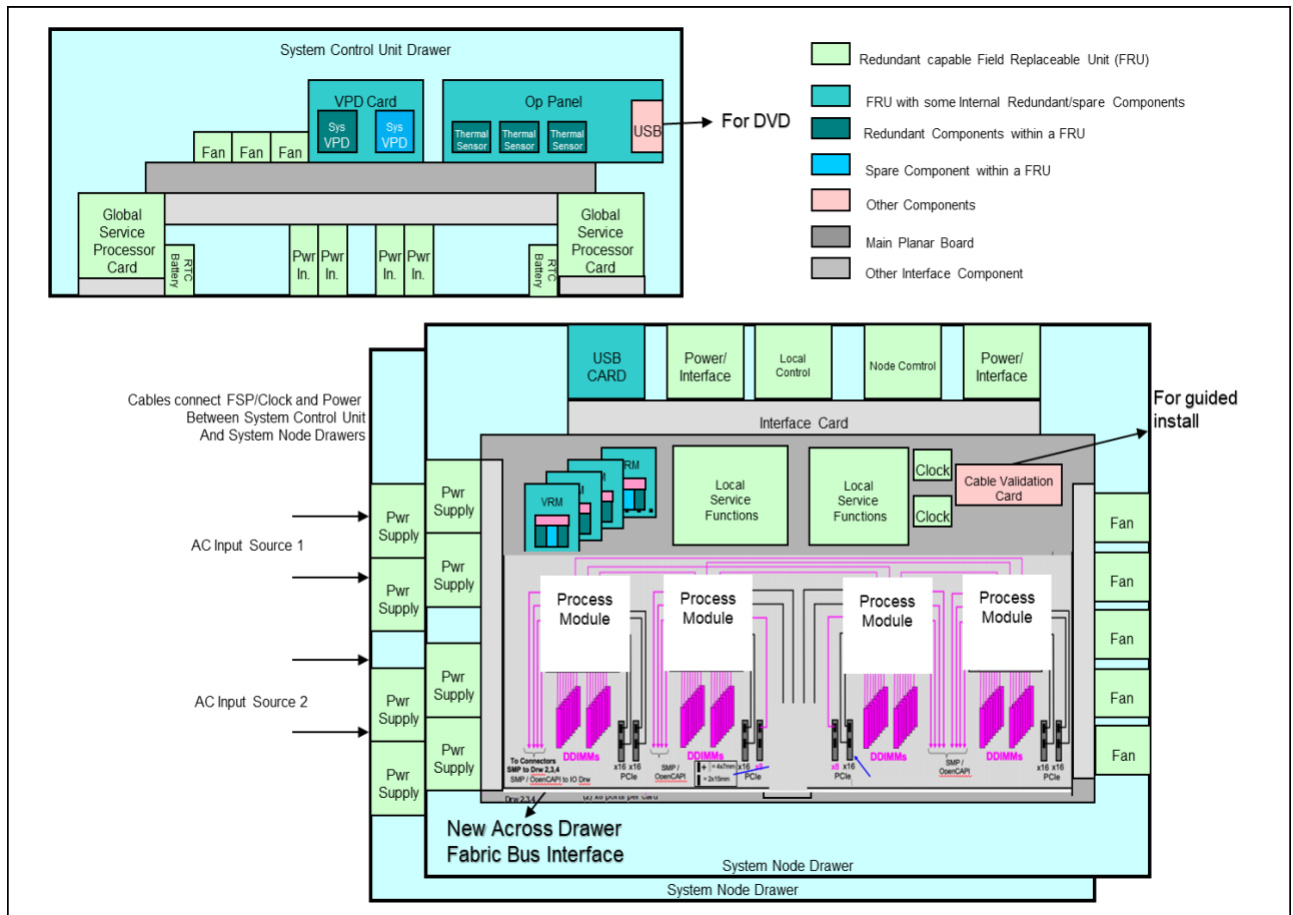 System Control Unit Drawer
VPD Card
Sys
VPD
Sys
VPD
Op Panel
Thermal
Sensor
Thermal
Sensor
Thermal
Sensor
USB
For DVD
Fan
Fan
Fan
Global
Service
Processor
Card
RTC
Battery
Pwr
In.
Pwr
In.
Pwr
In.
Pwr
In.
RTC
Battery
Global
Service
Processor
Card
Redundant capable Field Replaceable Unit (FRU)
FRU with some Internal Redundant/spare Components
Redundant Components within a FRU
Spare Component within a FRU
Other Components
Main Planar Board
Other Interface Component
Cables connect FSP/Clock and Power
Between System Control Unit
And System Node Drawers
AC Input Source 1
AC Input Source 2
Pwr
Supply
Pwr
Supply
Pwr
Supply
Pwr
Supply
Pwr
Supply
Pwr
Supply
Pwr
Supply
Pwr
Supply
USB
CARD
Power/
Interface
Local
Control
Node Comtrol
Power/
Interface
Interface Card
For guided
install
VRM
RM
Local
Service
Functions
Local
Service
Functions
Clock
Clock
Cable Validation
Card
Fan
Fan
Fan
Fan
Fan
Process
Module
Process
Module
Process
Module
Process
Module
DDIMMs
DDIMMs
DDIMMs
DDIMMs
To Connectors
SMP to Drw 2,3,4
SMP / OpenCAPI to IO Drw
x16 x16
PCIe
SMP /
OpenCAPI
= 4x7mm
= 2x15mm
x16 x8
PCIe
x8 x16
PCIe
SMP /
OpenCAPI
x16 x16
PCIe
Drw 2,3,4
New Across Drawer
Fabric Bus Interface
System Node Drawer
System Node Drawer